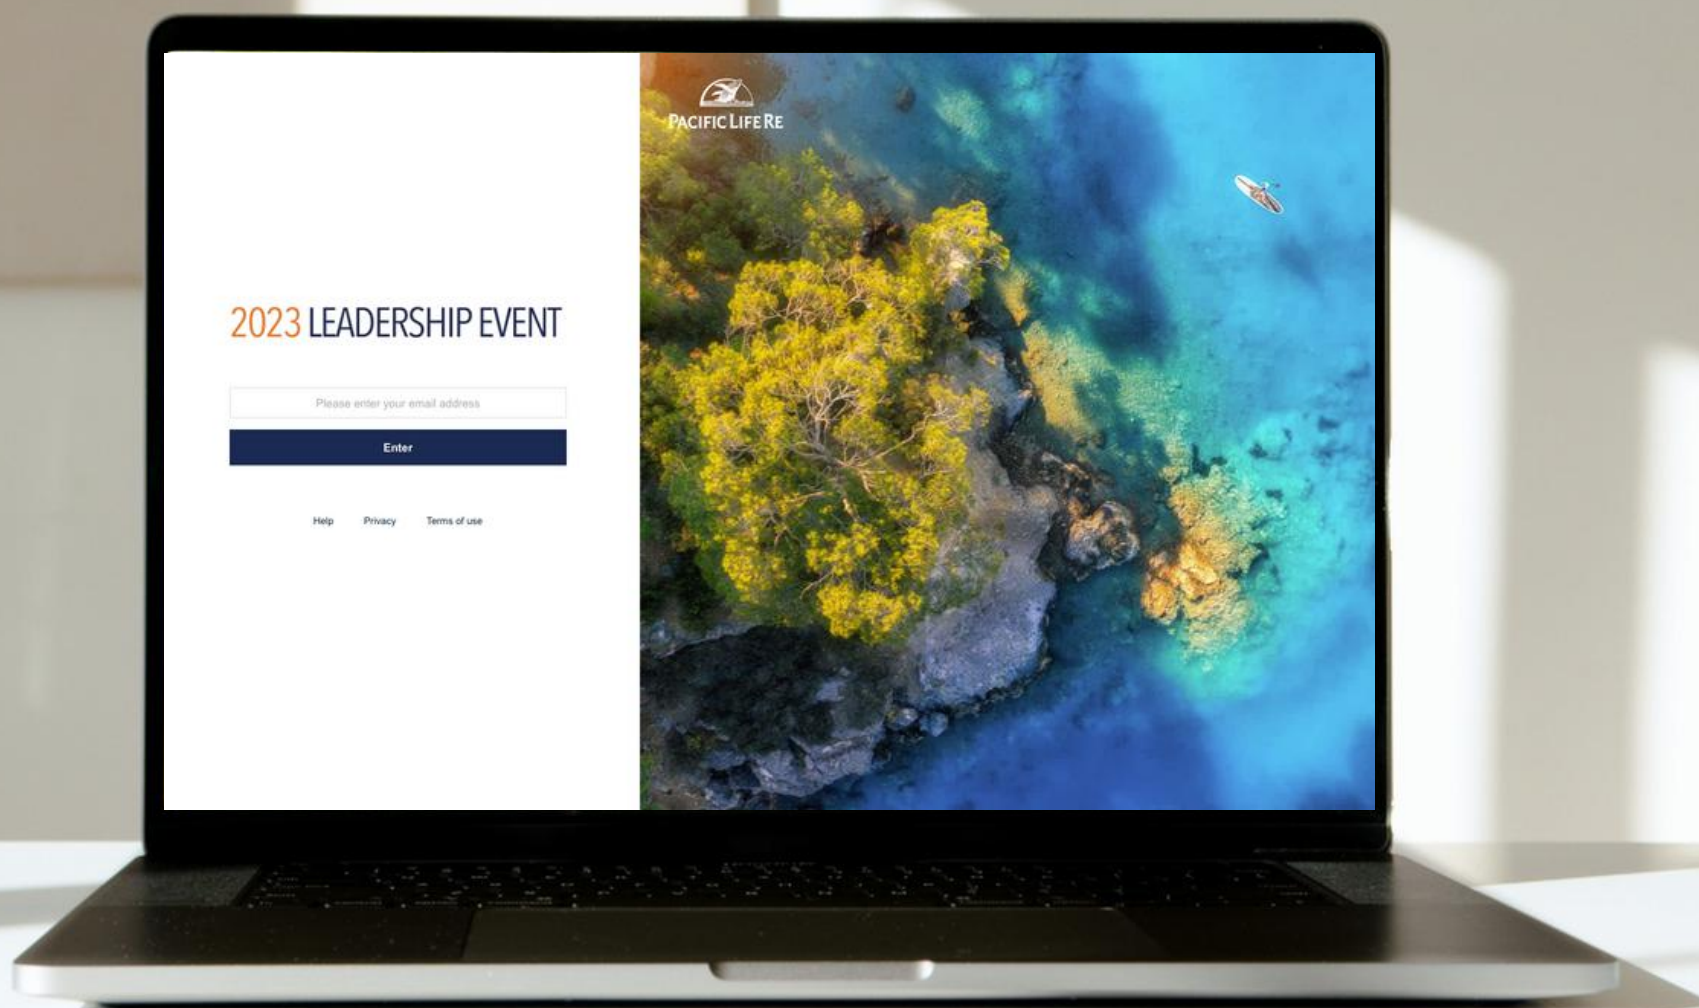 2023 LEADERSHIP EVENT
Please enter your email address
Enter
Help Privacy Terms of use
PACIFIC LIFE RE